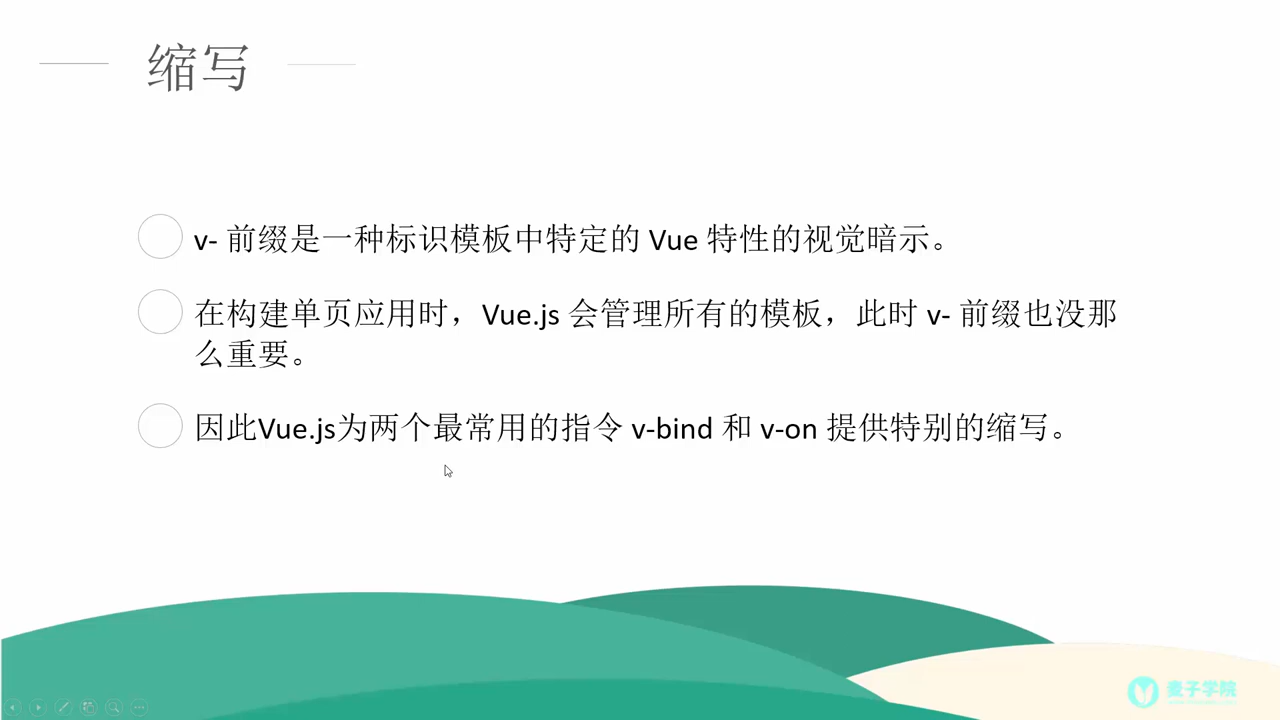 缩写
v- 前缀是一种标识模板中特定的 Vue 特性的视觉暗示。
在构建单页应用时，Vue.js 会管理所有的模板，此时 v- 前缀也没那
么重要。
因此Vue.js为两个最常用的指令 v-bind 和 v-on 提供特别的缩写。
麦子学院